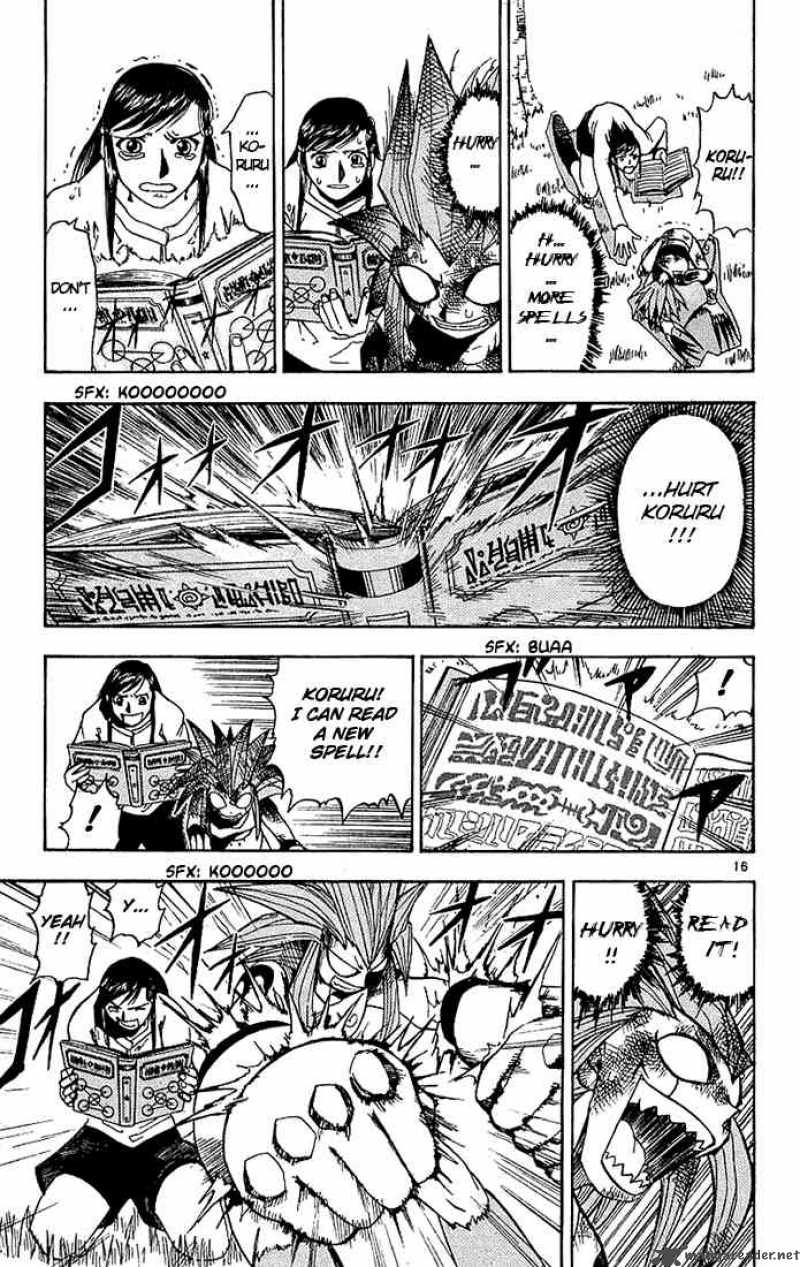 KORU-
RU!!
H...
HURRY
...
MORE
SPELLS
...
HURRY
...
...
KO-
RURU
...
DON'T
...
SFX: KOOOOOOOO
...HURT
KORURU
!!!
SFX: BUAA
!
!
KORURU!
I CAN READ
A NEW
SPELL!!
!
16
SFX: KOOOOOO
READ
IT!
HURRY
!!
Y...
YEAH
!!